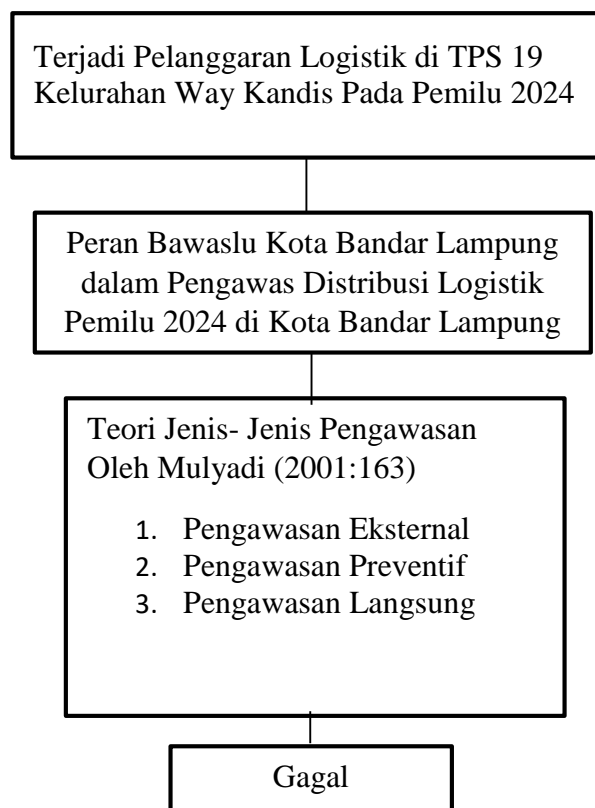 Terjadi Pelanggaran Logistik di TPS 19
Kelurahan Way Kandis Pada Pemilu 2024
Peran Bawaslu Kota Bandar Lampung
dalam Pengawas Distribusi Logistik
Pemilu 2024 di Kota Bandar Lampung
Teori Jenis- Jenis Pengawasan
Oleh Mulyadi (2001:163)
1. Pengawasan Eksternal
2. Pengawasan Preventif
3. Pengawasan Langsung
Gagal